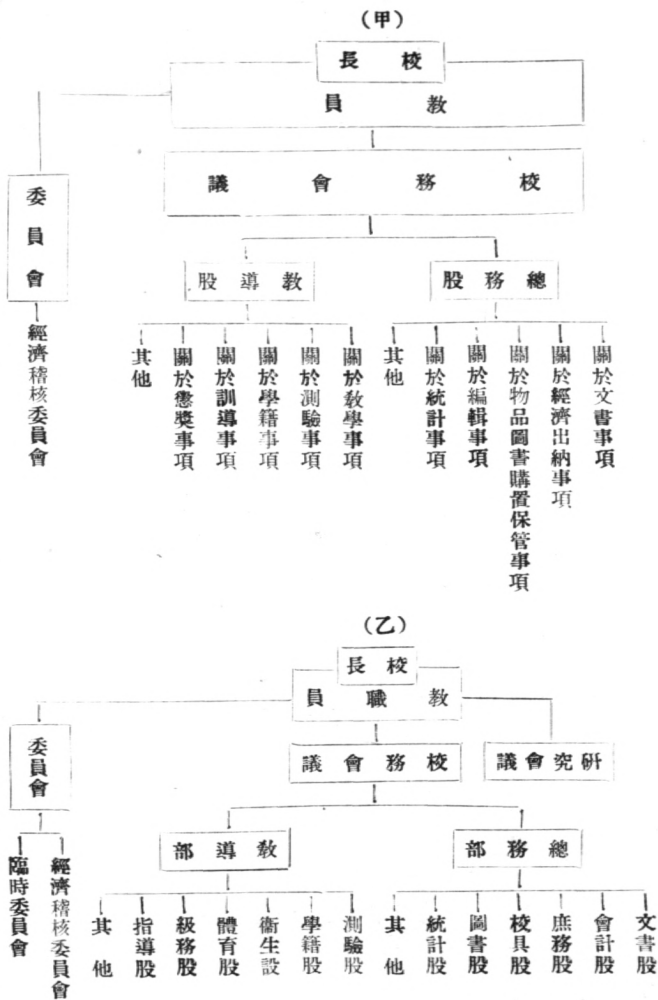 （甲）
校長
教員
校務會議
委員會
總務股
教導股
關於文書事項
關於經濟出納事項
關於物品圖書購置保管事項
關於編輯事項
關於統計事項
其他
關於教學事項
關於測驗事項
關於學籍事項
關於訓導事項
關於懲獎事項
其他
經濟稽核委員會
（乙）
校長
教職員
研究會議
校務會議
委員會
總務部
教導部
文書股
會計股
庶務股
校具股
圖書股
統計股
其他
測驗股
學籍股
衞生設
體育股
級務股
指導股
其他
經濟稽核委員會
臨時委員會